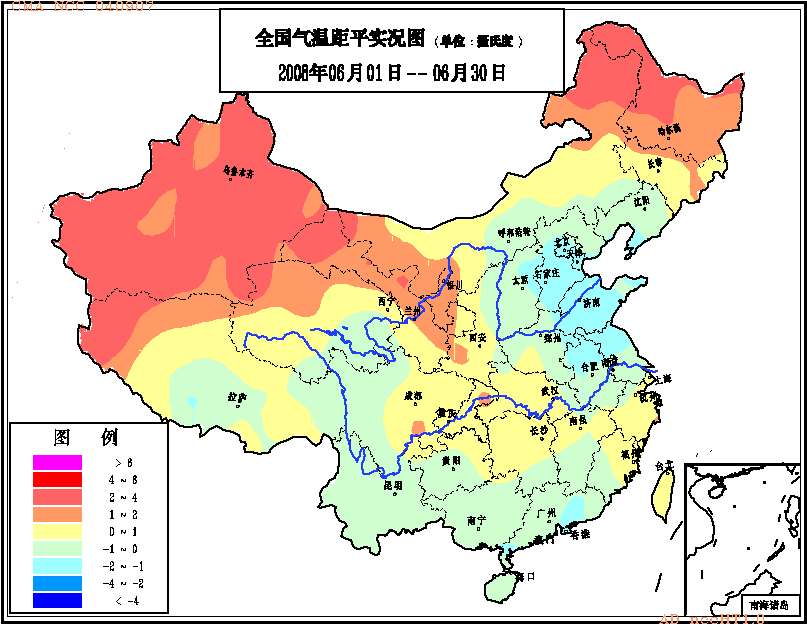 CMA NCC 040907
全国气温距平实况图（单位：摄氏度）
2008年06月01日 -- 06月30日
哈尔滨
长春
乌鲁木齐
沈阳
呼和浩特
北京
天津
石家庄
太原
银川
西宁
兰州
济南
西安
郑州
合肥
南京
上海
拉萨
成都
武汉
杭州
重庆
南昌
长沙
贵阳
福州
台北
昆明
广州
南宁
澳门 香港
海口
图 例
> 6
4 ~ 6
2 ~ 4
1 ~ 2
0 ~ 1
-1 ~ 0
-2 ~ -1
-4 ~ -2
< -4
南海诸岛